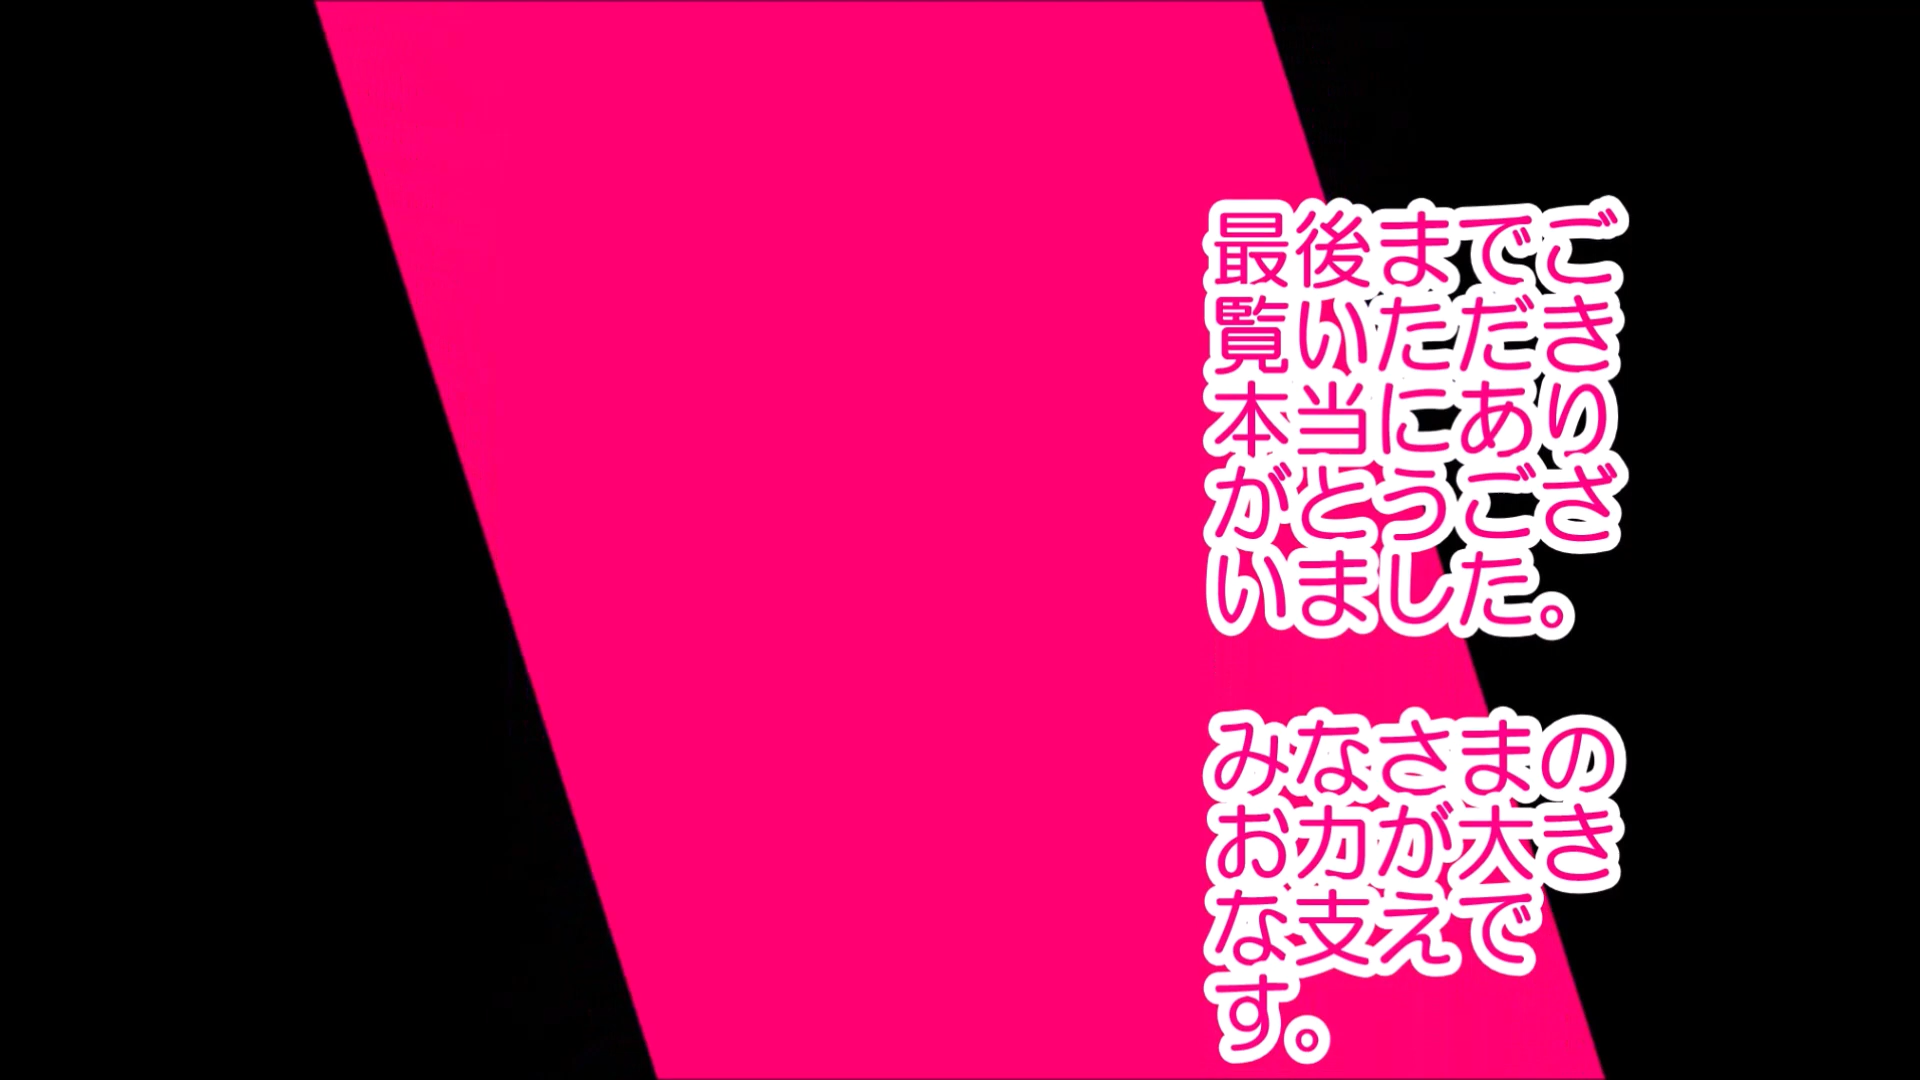 最後までご
覧いただき
本当にあり
がとうござ
いました。
みなさまの
お力が大き
な支えで
す。